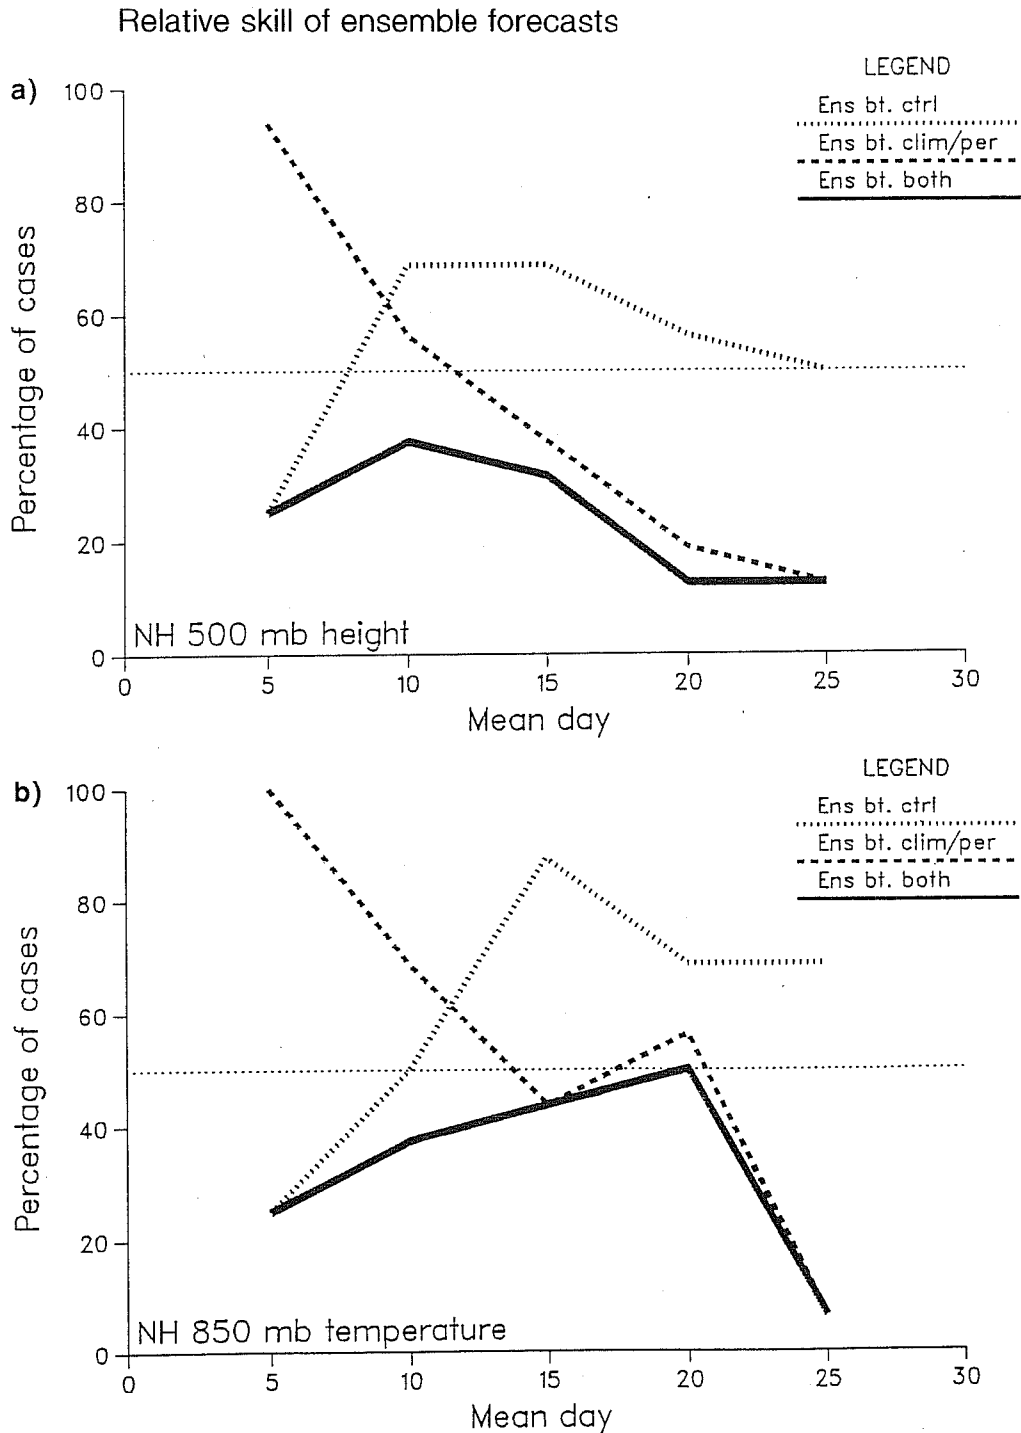 Relative skill of ensemble forecasts
a)
LEGEND
Ens bt. ctrl
Ens bt. clim/per
Ens bt. both
100
80
60
40
20
0
Percentage of cases
NH 500 mb height
0 5 10 15 20 25 30
Mean day
b)
LEGEND
Ens bt. ctrl
Ens bt. clim/per
Ens bt. both
100
80
60
40
20
0
Percentage of cases
NH 850 mb temperature
0 5 10 15 20 25 30
Mean day